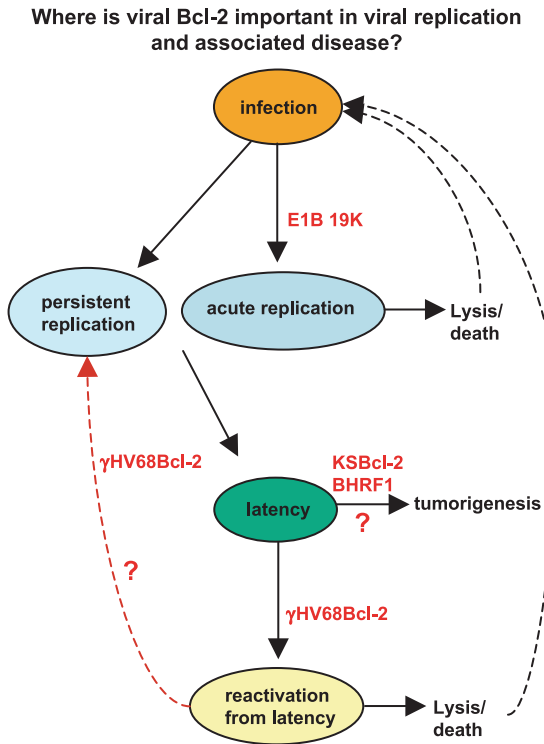 Where is viral Bcl-2 important in viral replication
and associated disease?
infection
E1B 19K
persistent
replication
acute replication
Lysis/
death
γHV68Bcl-2
KSBcl-2
BHRF1
latency
?
tumorigenesis
?
γHV68Bcl-2
reactivation
from latency
Lysis/
death